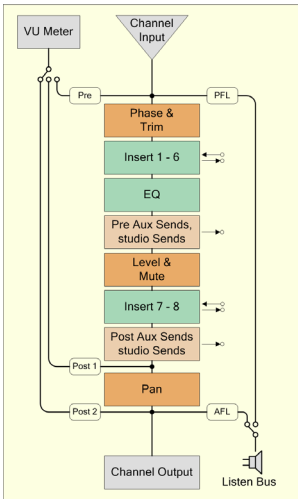 VU Meter
Channel
Input
Pre
PFL
Phase &
Trim
Insert 1 - 6
EQ
Pre Aux Sends,
studio Sends
Level &
Mute
Insert 7 - 8
Post Aux Sends
studio Sends
Post 1
Pan
Post 2
AFL
Channel Output
Listen Bus